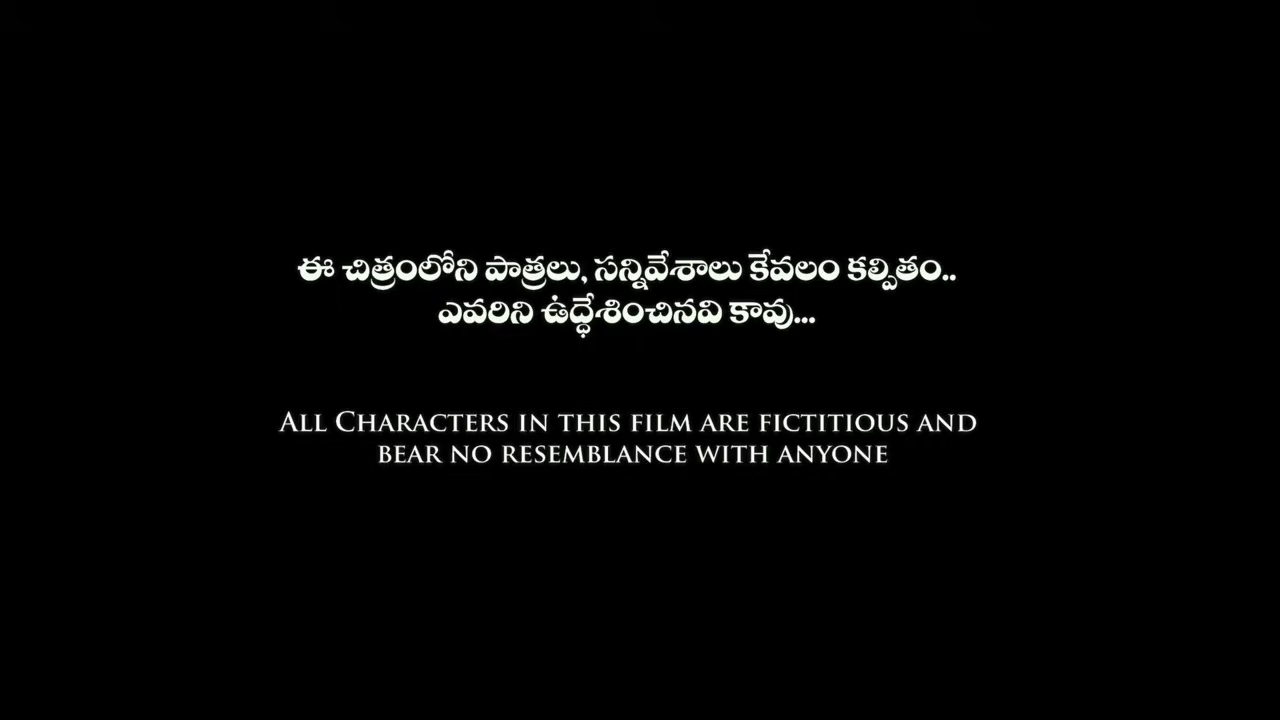 ఈ చిత్రంలోని పాత్రలు, సన్నివేశాలు కేవలం కల్పితం..
ఎవరిని ఉద్ధేశించినవి కావు...
All Characters in this film are fictitious and
bear no resemblance with anyone